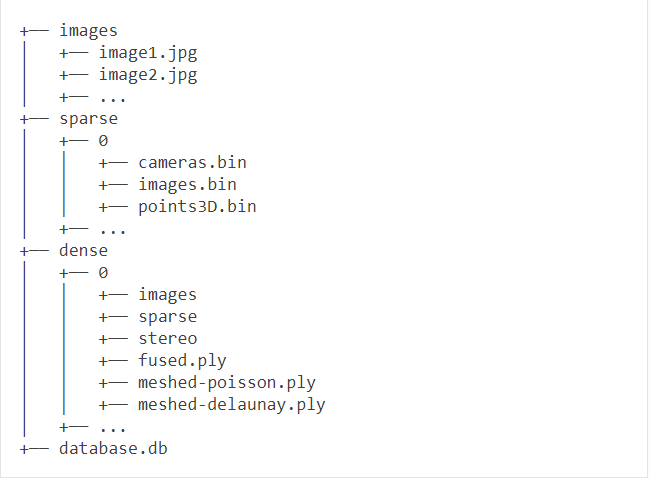 +── images
│   +── image1.jpg
│   +── image2.jpg
│   +── ...
+── sparse
│   +── 0
│   │   +── cameras.bin
│   │   +── images.bin
│   │   +── points3D.bin
│   +── ...
+── dense
│   +── 0
│   │   +── images
│   │   +── sparse
│   │   +── stereo
│   │   +── fused.ply
│   │   +── meshed-poisson.ply
│   │   +── meshed-delaunay.ply
│   +── ...
+── database.db